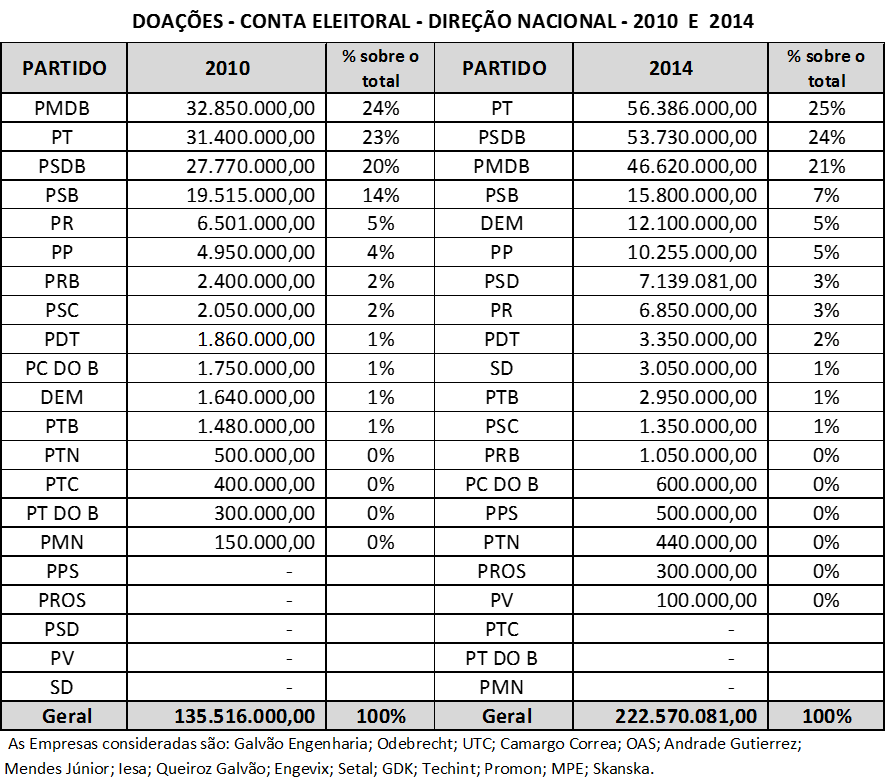 DOAÇÕES - CONTA ELEITORAL - DIREÇÃO NACIONAL - 2010 E 2014
PARTIDO 2010 % sobre o total PARTIDO 2014 % sobre o total
PMDB 32.850.000,00 24% PT 56.386.000,00 25%
PT 31.400.000,00 23% PSDB 53.730.000,00 24%
PSDB 27.770.000,00 20% PMDB 46.620.000,00 21%
PSB 19.515.000,00 14% PSB 15.800.000,00 7%
PR 6.501.000,00 5% DEM 12.100.000,00 5%
PP 4.950.000,00 4% PP 10.255.000,00 5%
PRB 2.400.000,00 2% PSD 7.139.081,00 3%
PSC 2.050.000,00 2% PR 6.850.000,00 3%
PDT 1.860.000,00 1% PDT 3.350.000,00 2%
PC DO B 1.750.000,00 1% SD 3.050.000,00 1%
DEM 1.640.000,00 1% PTB 2.950.000,00 1%
PTB 1.480.000,00 1% PSC 1.350.000,00 1%
PTN 500.000,00 0% PRB 1.050.000,00 0%
PTC 400.000,00 0% PC DO B 600.000,00 0%
PT DO B 300.000,00 0% PPS 500.000,00 0%
PMN 150.000,00 0% PTN 440.000,00 0%
PPS - PROS 300.000,00 0%
PROS - PV 100.000,00 0%
PSD - PTC -
PV - PT DO B -
SD - PMN -
Geral 135.516.000,00 100% Geral 222.570.081,00 100%
As Empresas consideradas são: Galvão Engenharia; Odebrecht; UTC; Camargo Correa; OAS; Andrade Gutierrez;
Mendes Júnior; Iesa; Queiroz Galvão; Engevix; Setal; GDK; Techint; Promon; MPE; Skanska.